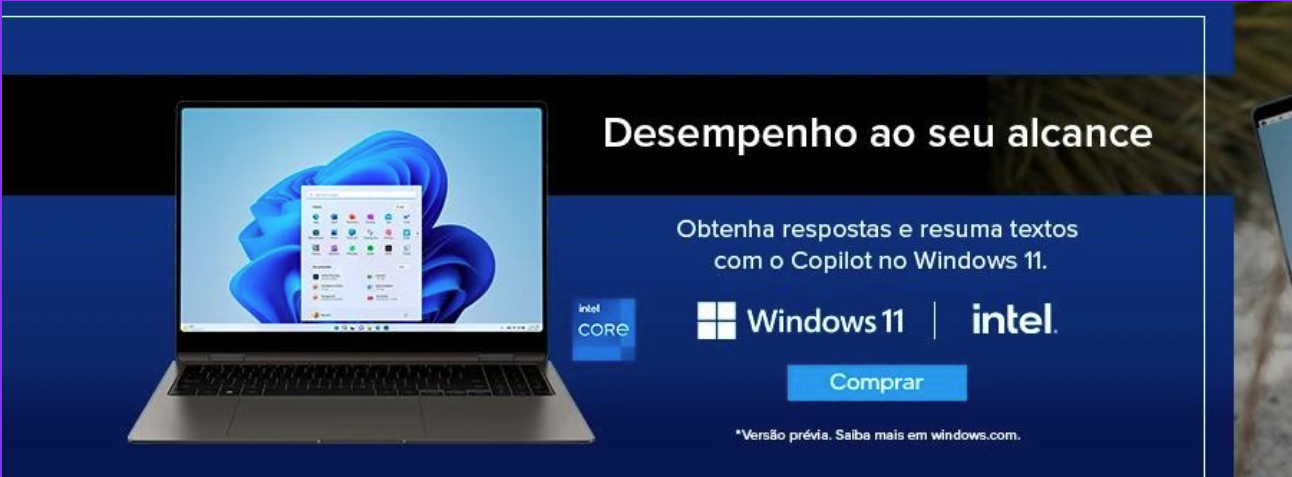 Desempenho ao seu alcance
Obtenha respostas e resuma textos
com o Copilot no Windows 11.
intel
CORE
Windows 11
intel.
Comprar
*Versão prévia. Saiba mais em windows.com.